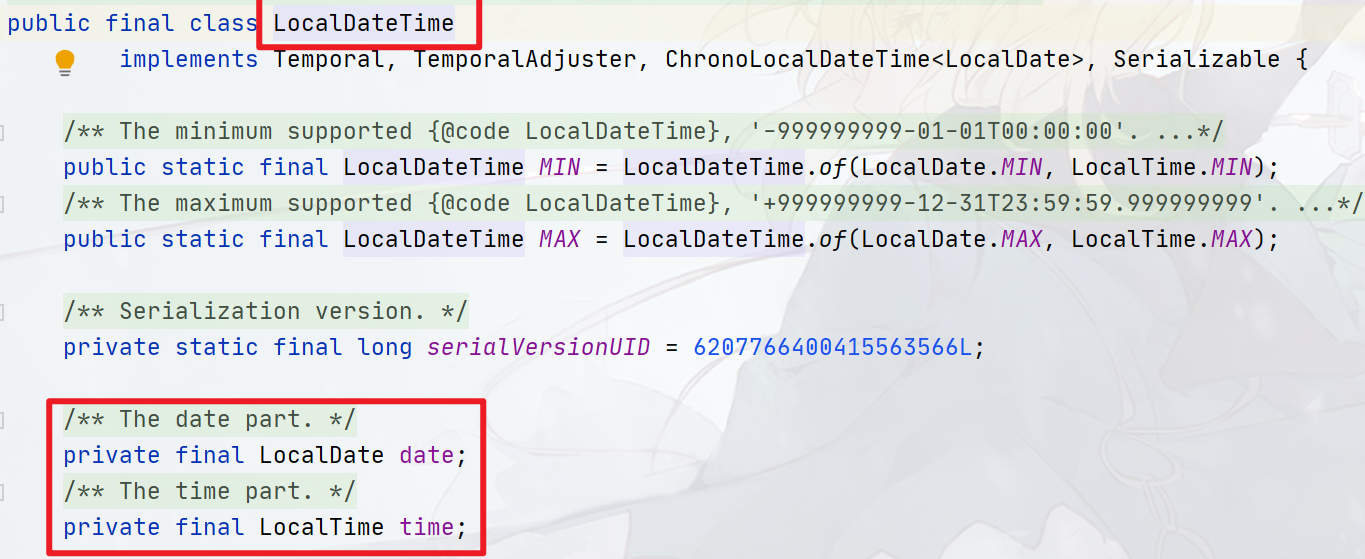 public final class LocalDateTime
implements Temporal, TemporalAdjuster, ChronoLocalDateTime<LocalDate>, Serializable {
/** The minimum supported {@code LocalDateTime}, '-999999999-01-01T00:00:00'. ...*/
public static final LocalDateTime MIN = LocalDateTime.of(LocalDate.MIN, LocalTime.MIN);
/** The maximum supported {@code LocalDateTime}, '+999999999-12-31T23:59:59.999999999'. ...*/
public static final LocalDateTime MAX = LocalDateTime.of(LocalDate.MAX, LocalTime.MAX);
/** Serialization version. */
private static final long serialVersionUID = 6207766400415563566L;
/** The date part. */
private final LocalDate date;
/** The time part. */
private final LocalTime time;